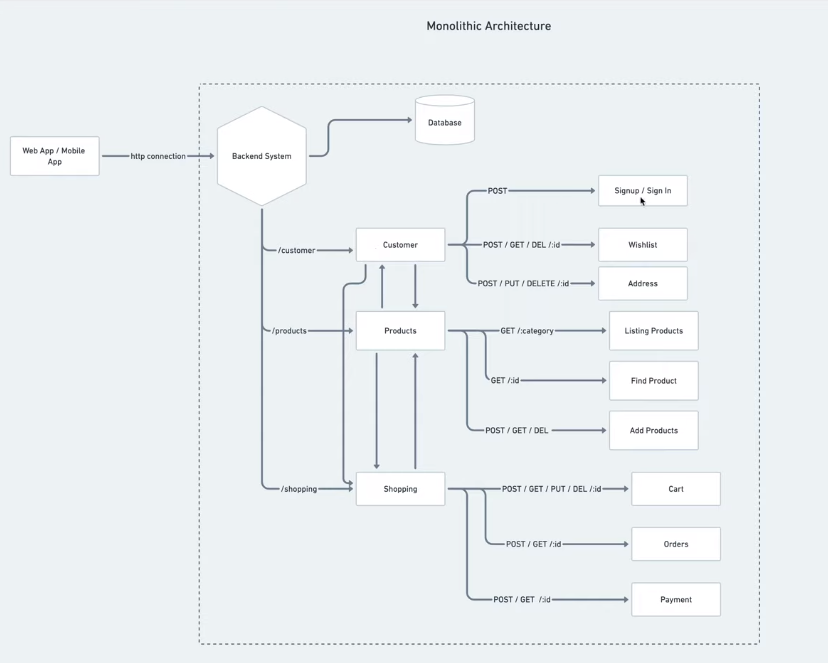 Monolithic Architecture
Database
Web App / Mobile
App
http connection
Backend System
POST
Signup / Sign In
/customer
Customer
POST / GET / DEL /:id
Wishlist
POST / PUT / DELETE /:id
Address
/products
Products
GET /:category
Listing Products
GET /:id
Find Product
POST / GET / DEL
Add Products
/shopping
Shopping
POST / GET / PUT / DEL /:id
Cart
POST / GET /:id
Orders
POST / GET /:id
Payment